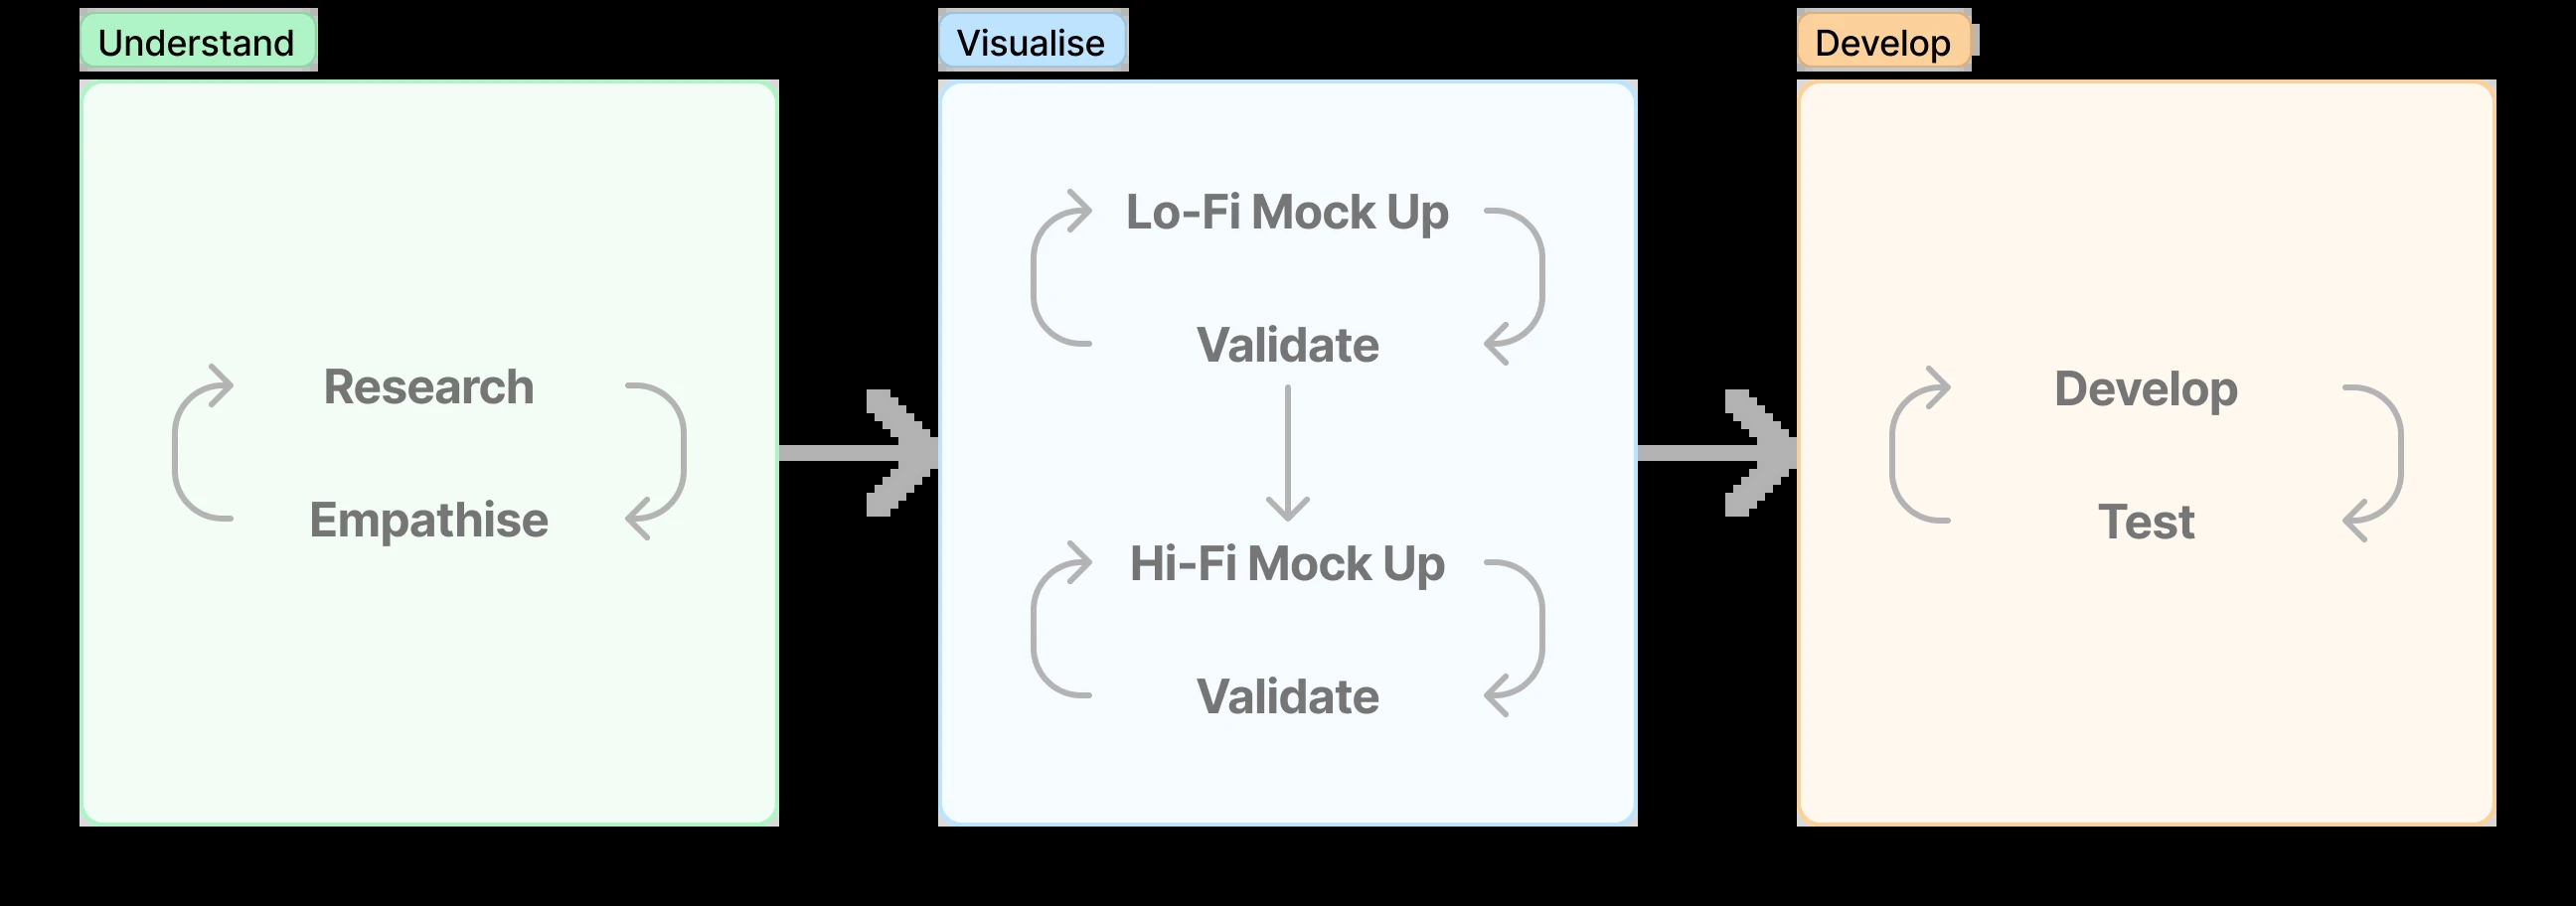 Understand
Research
Empathise
Visualise
Lo-Fi Mock Up
Validate
Hi-Fi Mock Up
Validate
Develop
Develop
Test